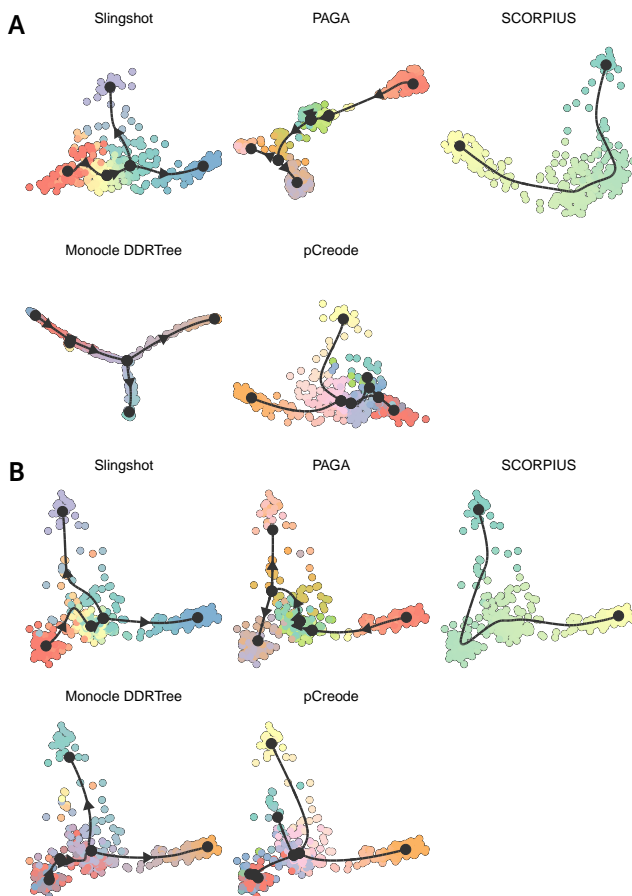 A
Slingshot PAGA SCORPIUS
Monocle DDRTree pCreode
B
Slingshot PAGA SCORPIUS
Monocle DDRTree pCreode